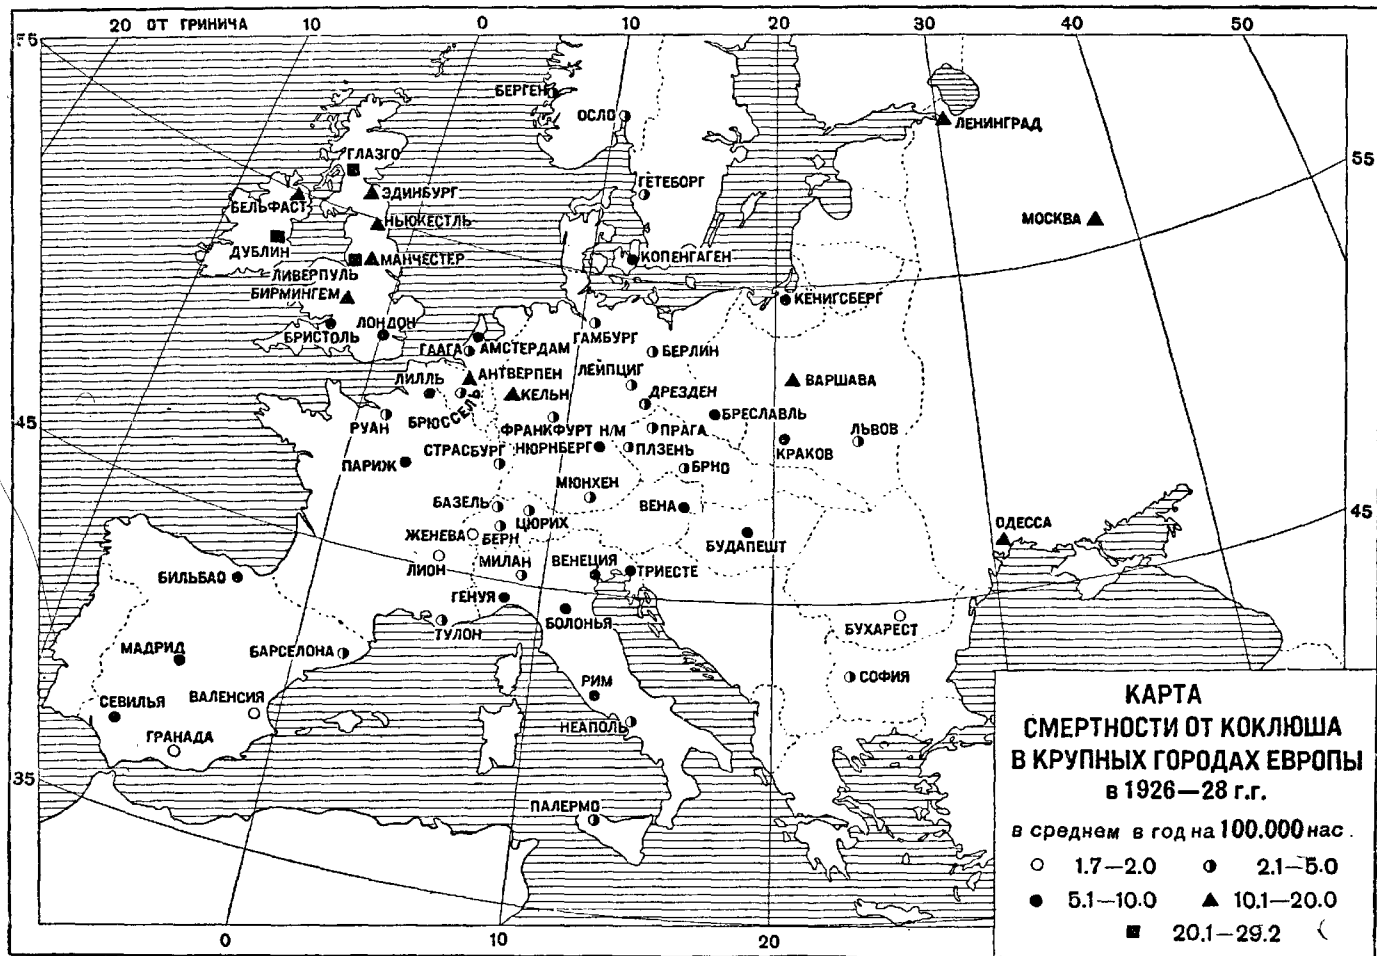 20 ОТ ГРИНИЧА 10 0 10 20 30 40 50
БЕРГЕН
ОСЛО
ЛЕНИНГРАД
55
ГЛАЗГО
ГЕТЕБОРГ
ЭДИНБУРГ
БЕЛЬФАСТ
НЬЮКЕСТЛЬ
МОСКВА
ДУБЛИН
МАНЧЕСТЕР
КОПЕНГАГЕН
ЛИВЕРПУЛЬ
БИРМИНГЕМ
КЕНИГСБЕРГ
БРИСТОЛЬ
ЛОНДОН
ГАМБУРГ
ГААГА
АМСТЕРДАМ
БЕРЛИН
ЛЕЙПЦИГ
АНТВЕРПЕН
ЛИЛЛЬ
КЕЛЬН
ДРЕЗДЕН
ВАРШАВА
БРЮССЕЛЬ
45
РУАН
БРЕСЛАВЛЬ
ФРАНКФУРТ Н/М
ПРАГА
ЛЬВОВ
СТРАСБУРГ
НЮРНБЕРГ
ПЛЗЕНЬ
КРАКОВ
ПАРИЖ
БРНО
МЮНХЕН
БАЗЕЛЬ
ВЕНА
45
ЦЮРИХ
ОДЕССА
ЖЕНЕВА
БЕРН
БУДАПЕШТ
ЛИОН
МИЛАН
ВЕНЕЦИЯ
ТРИЕСТЕ
БИЛЬБАО
ГЕНУЯ
БОЛОНЬЯ
ТУЛОН
БУХАРЕСТ
МАДРИД
БАРСЕЛОНА
СОФИЯ
РИМ
СЕВИЛЬЯ
ВАЛЕНСИЯ
НЕАПОЛЬ
ГРАНАДА
35
ПАЛЕРМО
0 10 20
КАРТА
СМЕРТНОСТИ ОТ КОКЛЮША
В КРУПНЫХ ГОРОДАХ ЕВРОПЫ
в 1926—28 г.г.
в среднем в год на 100.000 нас.
1.7—2.0 2.1—5.0
5.1—10.0 10.1—20.0
20.1—29.2